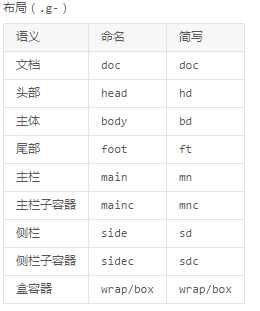 布局（.g-）
语义 命名 简写
文档 doc doc
头部 head hd
主体 body bd
尾部 foot ft
主栏 main mn
主栏子容器 mainc mnc
侧栏 side sd
侧栏子容器 sidec sdc
盒容器 wrap/box wrap/box